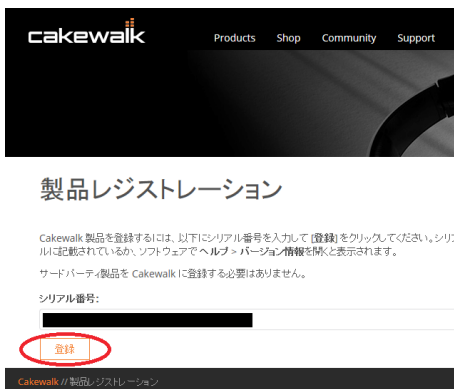 cakewalk
Products Shop Community Support
製品レジストレーション
Cakewalk 製品を登録するには、以下にシリアル番号を入力して [登録] をクリックしてください。シリ
ルに記載されているか、ソフトウェアで ヘルプ > バージョン情報を開くと表示されます。
サードパーティ製品を Cakewalk に登録する必要はありません。
シリアル番号:
登録
Cakewalk // 製品レジストレーション